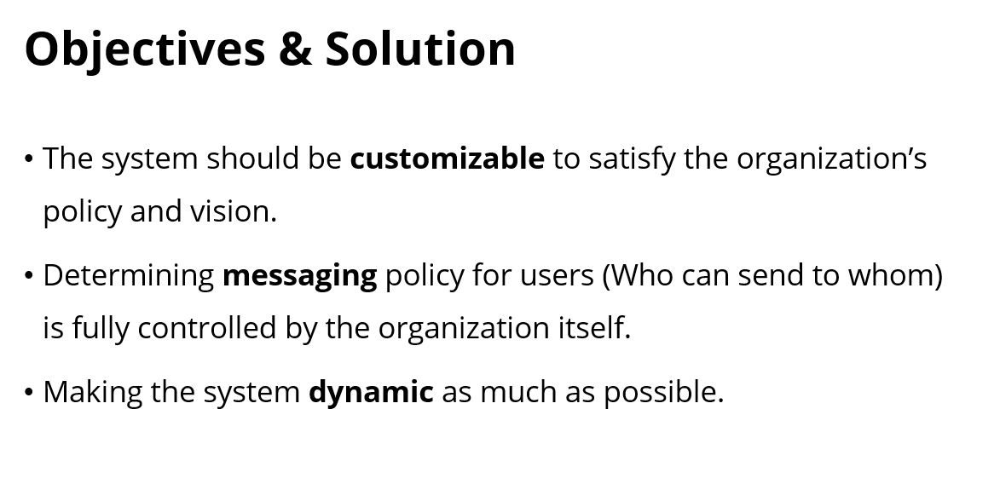 Objectives & Solution
• The system should be customizable to satisfy the organization’s
policy and vision.
• Determining messaging policy for users (Who can send to whom)
is fully controlled by the organization itself.
• Making the system dynamic as much as possible.